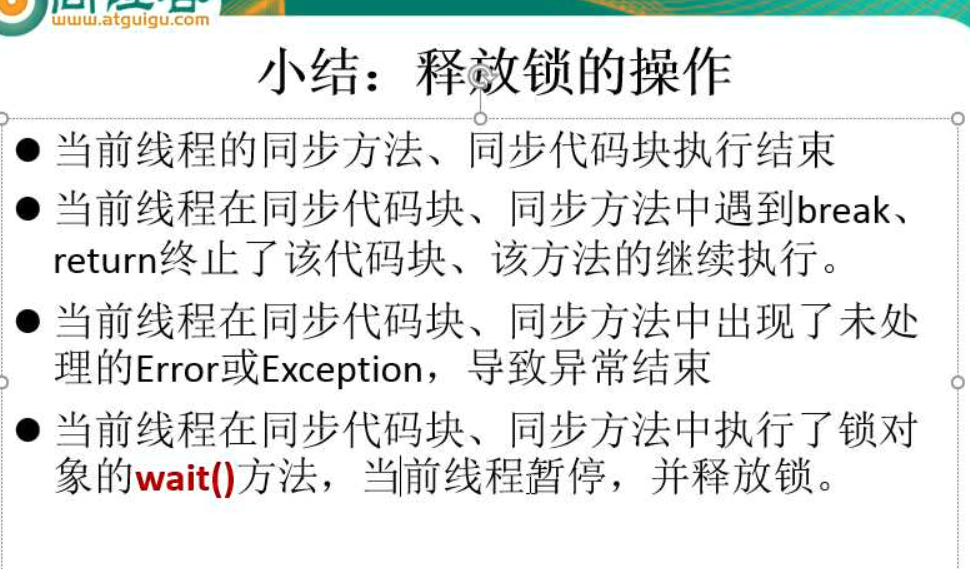 www.atguigu.com
小结：释放锁的操作
● 当前线程的同步方法、同步代码块执行结束
● 当前线程在同步代码块、同步方法中遇到break、
return终止了该代码块、该方法的继续执行。
● 当前线程在同步代码块、同步方法中出现了未处
理的Error或Exception，导致异常结束
● 当前线程在同步代码块、同步方法中执行了锁对
象的wait()方法，当前线程暂停，并释放锁。